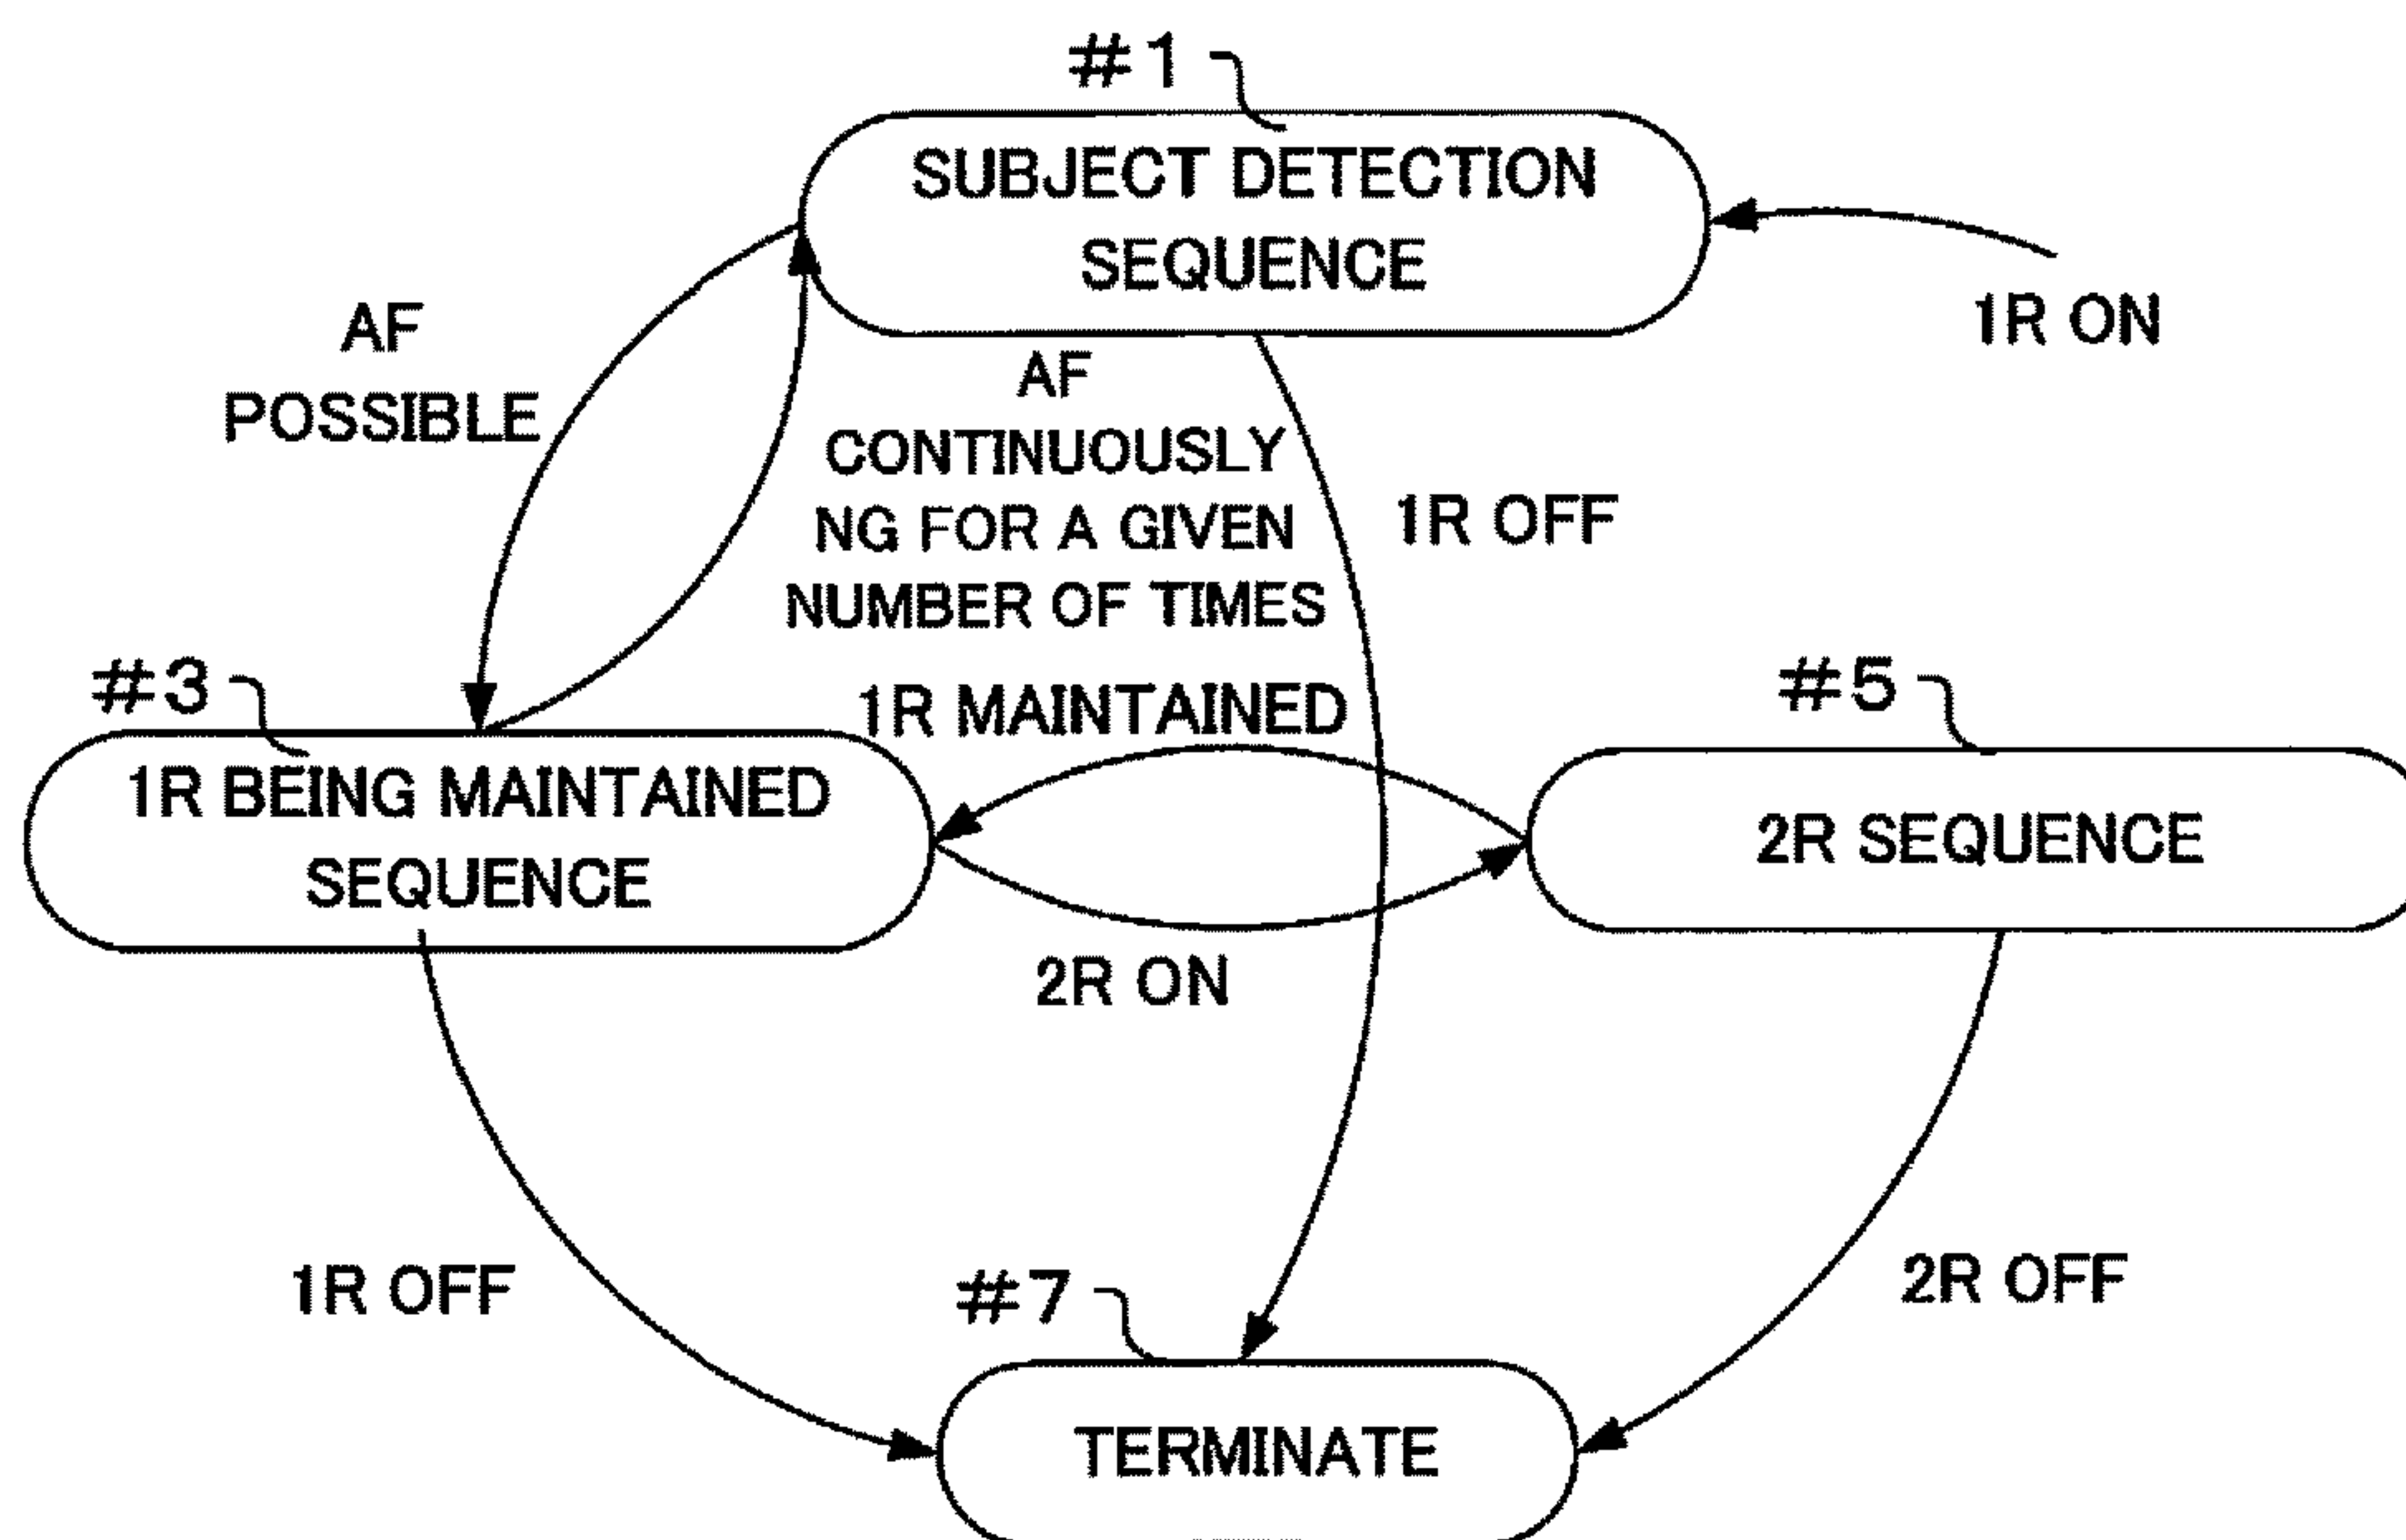 #1
SUBJECT DETECTION
SEQUENCE
1R ON
AF
POSSIBLE
AF
CONTINUOUSLY
NG FOR A GIVEN
NUMBER OF TIMES
1R OFF
#3
1R MAINTAINED
#5
1R BEING MAINTAINED
SEQUENCE
2R SEQUENCE
2R ON
1R OFF
#7
2R OFF
TERMINATE